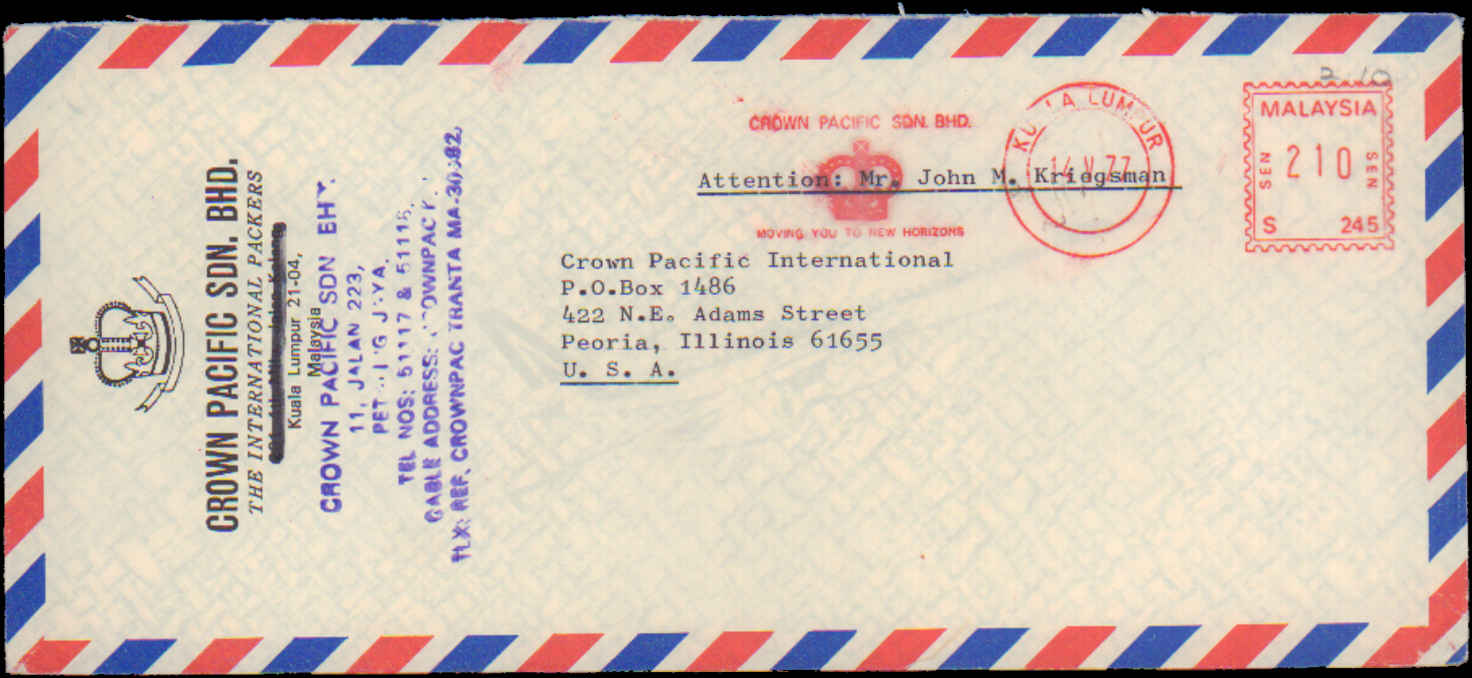 CROWN PACIFIC SDN. BHD.
THE INTERNATIONAL PACKERS
Kuala Lumpur 21-04,
Malaysia
CROWN PACIFIC SDN
11, JALAN 223,
TEL NOS: 51117 & 51116,
CABLE ADDRESS:
TLX: REF. CROWNPAC TRANTA MA-
CROWN PACIFIC SDN. BHD.
MOVING YOU TO NEW HORIZONS
KUALA LUMPUR
14 V 77
2 10
MALAYSIA
SEN 210 SEN
S 245
Attention: Mr. John M. Kriegsman
Crown Pacific International
P.O.Box 1486
422 N.E. Adams Street
Peoria, Illinois 61655
U. S. A.